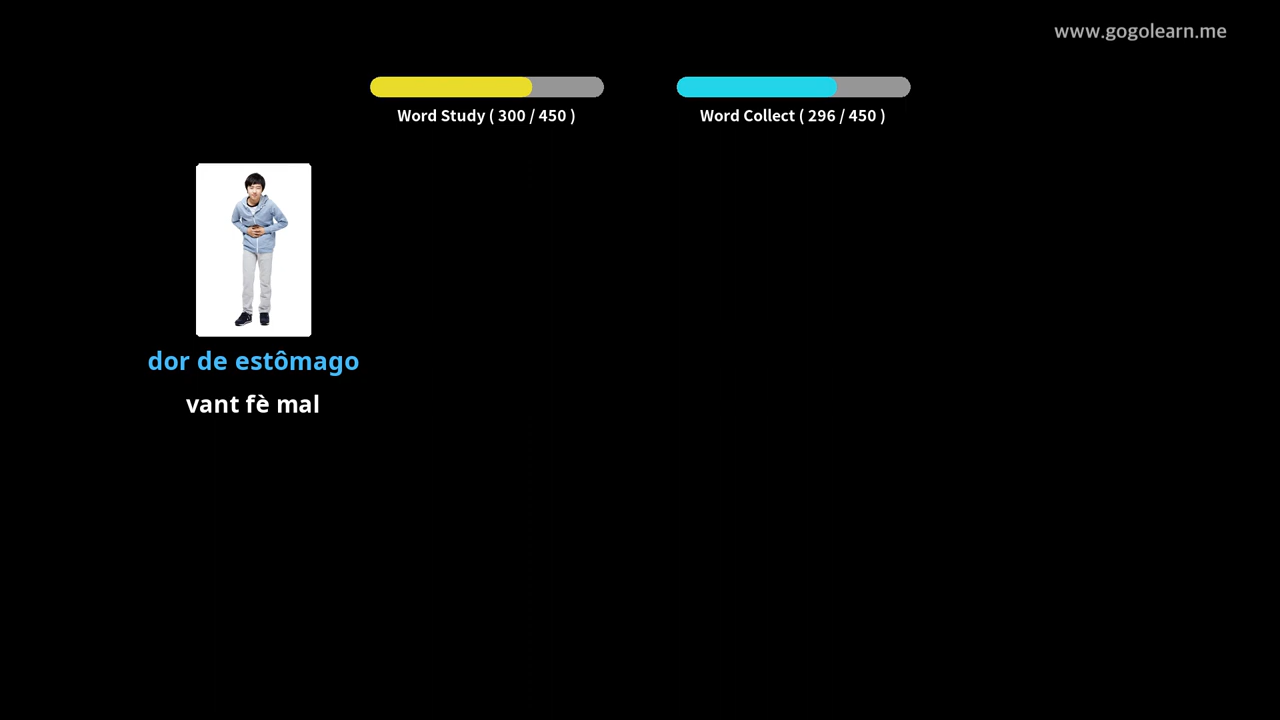 www.gogolearn.me
Word Study ( 300 / 450 )
Word Collect ( 296 / 450 )
dor de estômago
vant fè mal